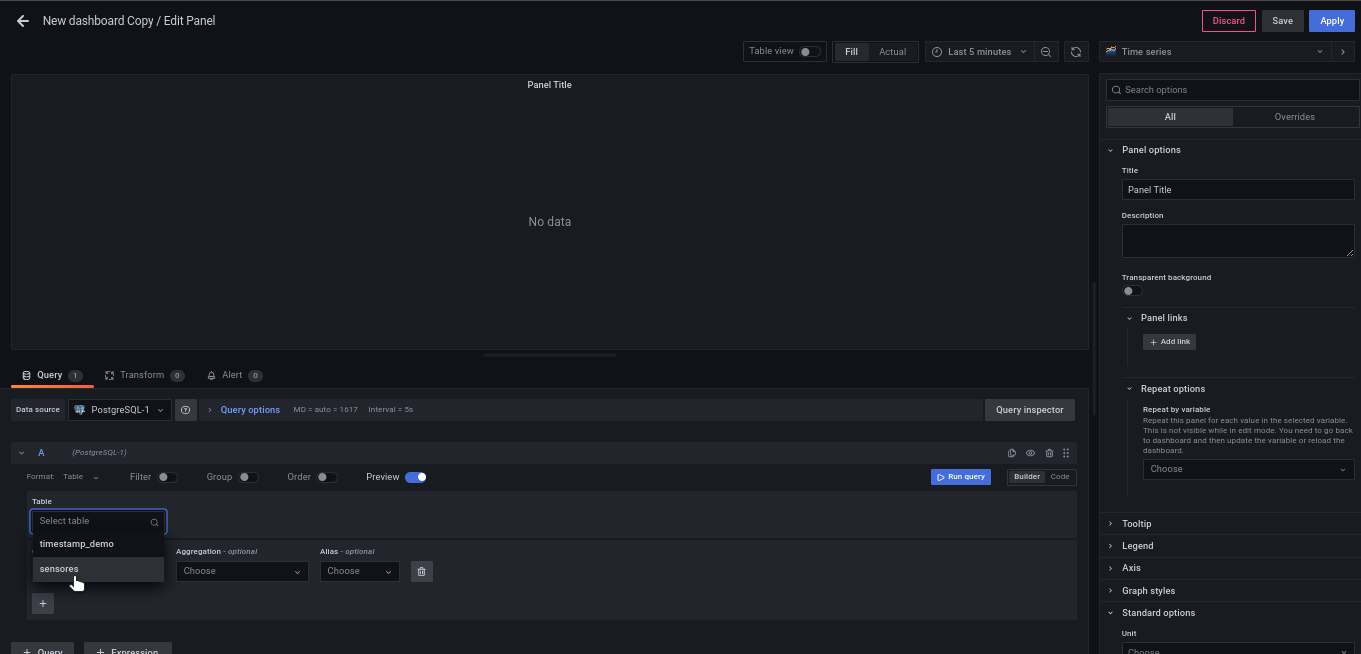 New dashboard Copy / Edit Panel
Discard
Save
Apply
Table view
Fill
Actual
Last 5 minutes
Time series
Panel Title
No data
Search options
All
Overrides
Panel options
Title
Panel Title
Description
Transparent background
Panel links
Add link
Repeat options
Repeat by variable
Repeat this panel for each value in the selected variable.
This is not visible while in edit mode. You need to go back
to dashboard and then update the variable or reload the
dashboard.
Choose
Tooltip
Legend
Axis
Graph styles
Standard options
Unit
Choose
Query 1
Transform 0
Alert 0
Data source
PostgreSQL-1
Query options
MD = auto = 1617
Interval = 5s
Query inspector
A
(PostgreSQL-1)
Format: Table
Filter
Group
Order
Preview
Run query
Builder
Code
Table
Select table
timestamp_demo
sensores
Aggregation - optional
Alias - optional
Choose
Choose
+
+ Query
+ Expression